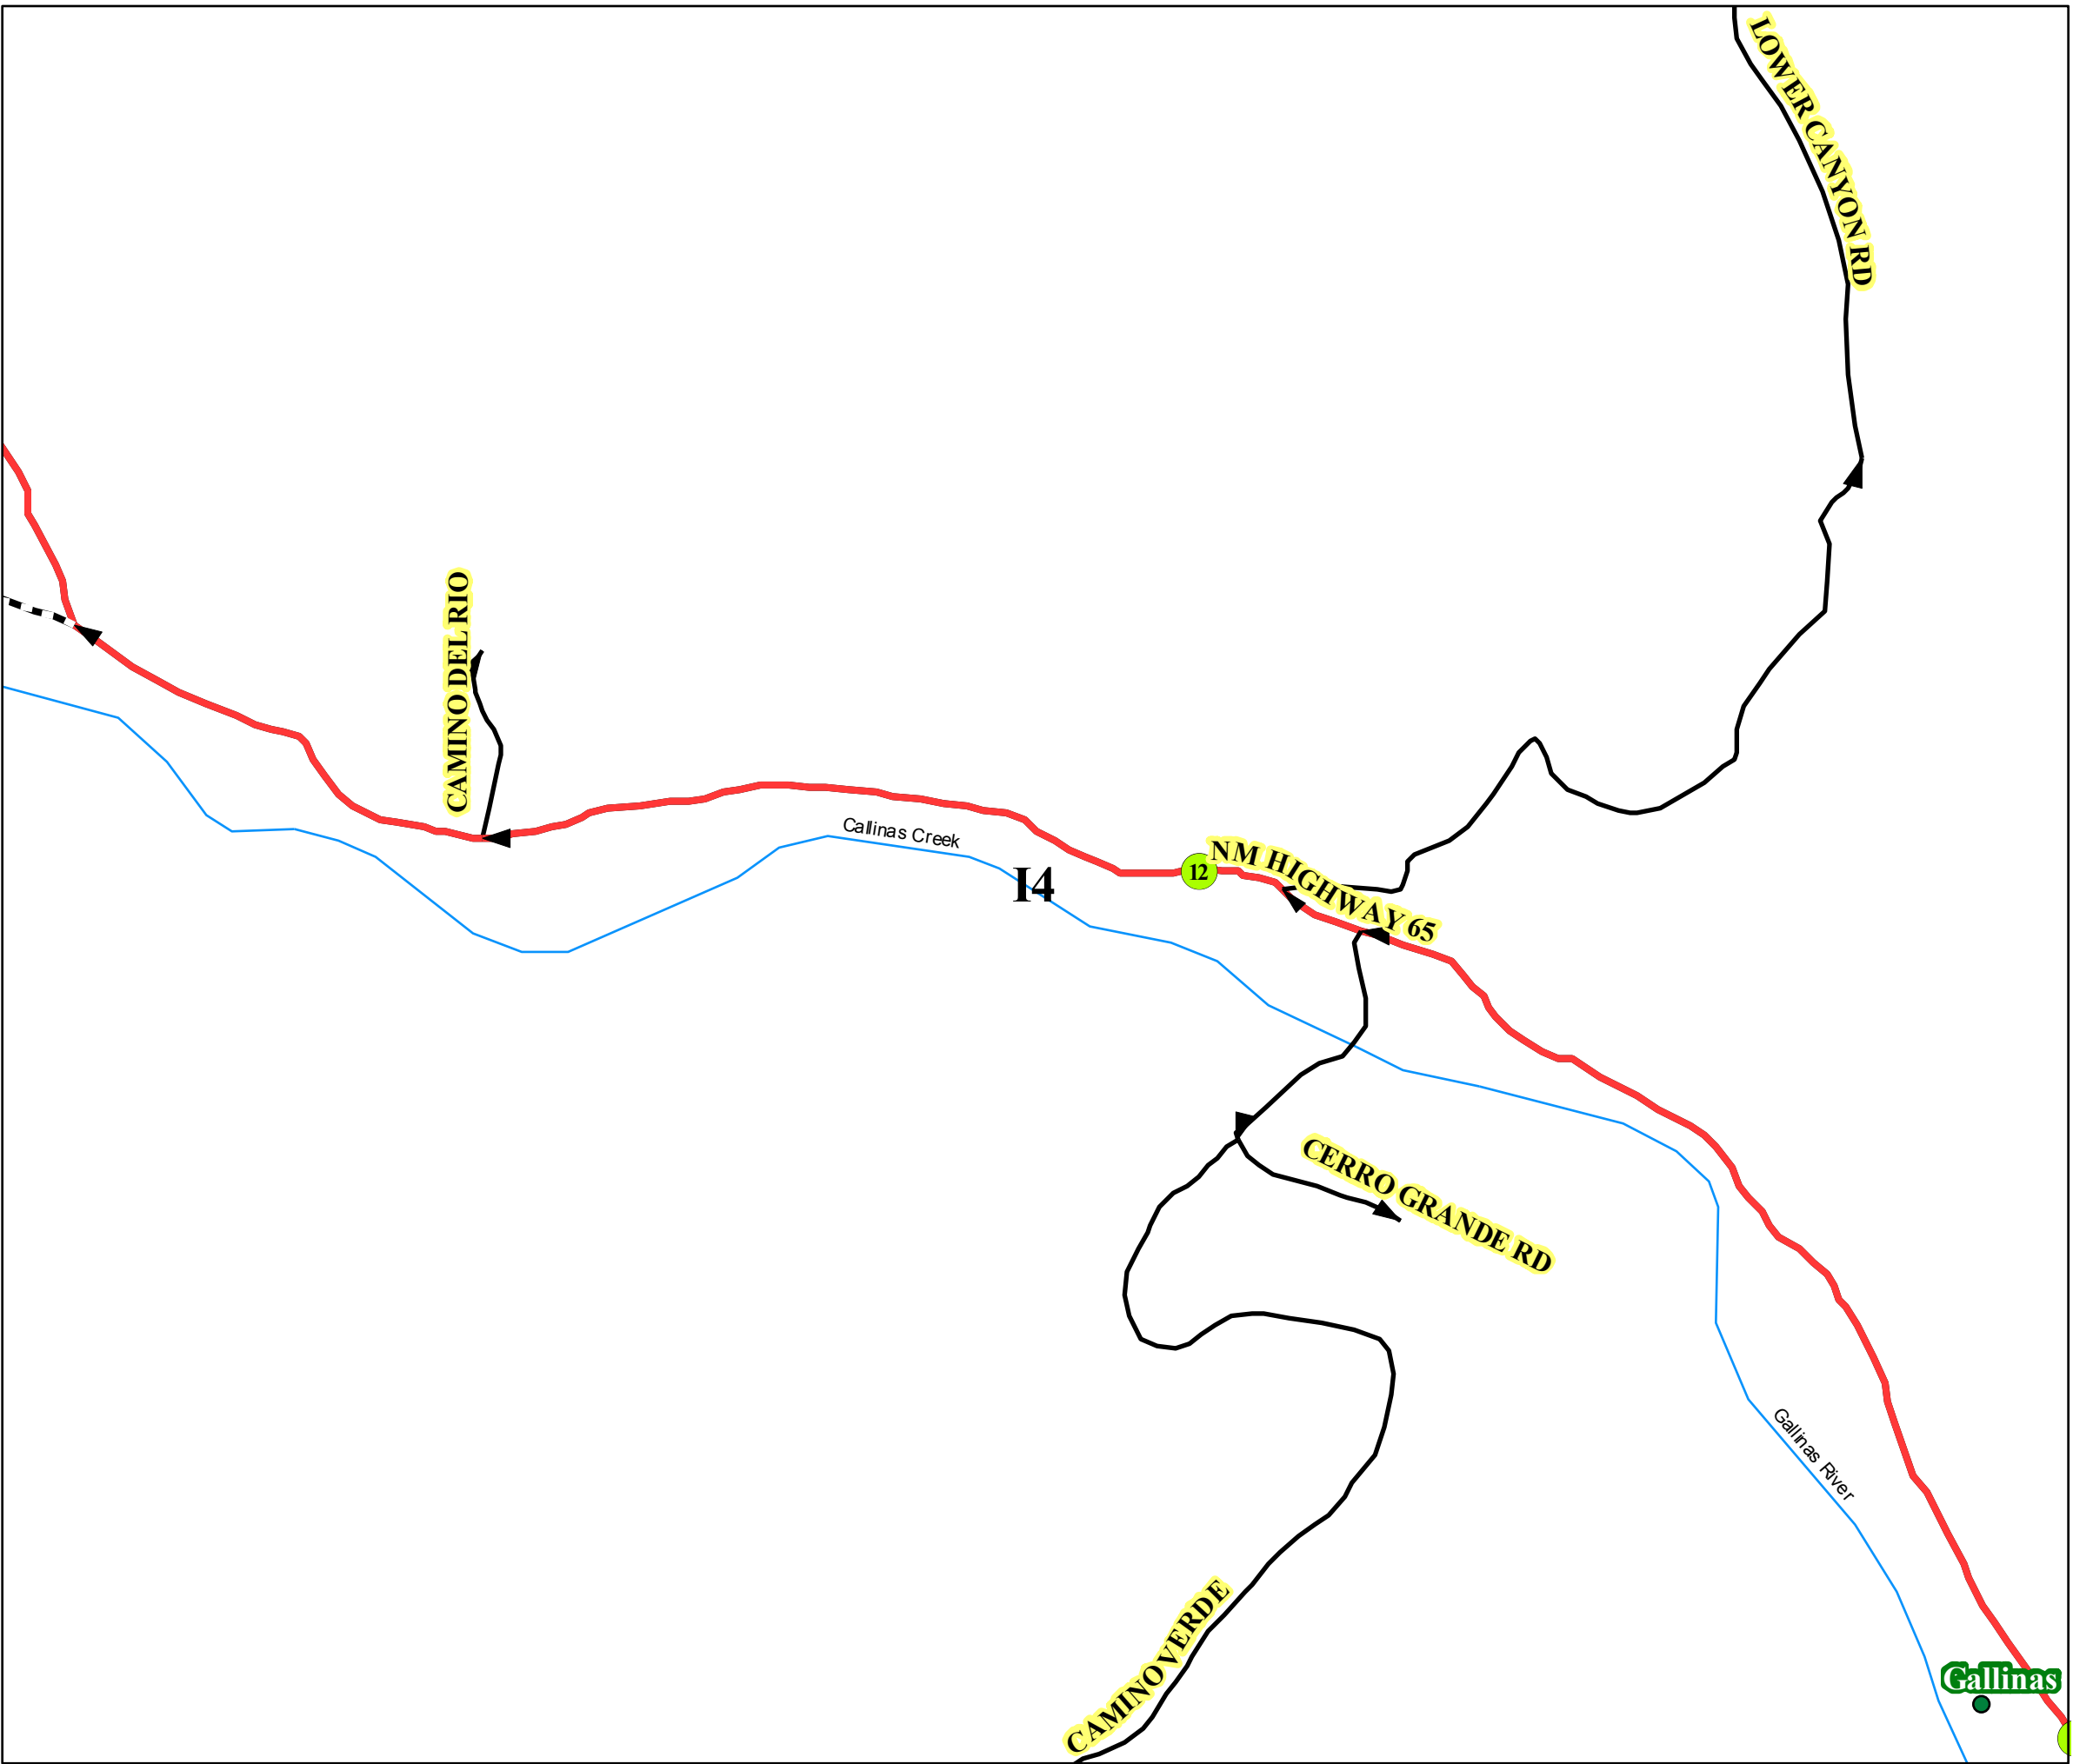 LOWER CANYON RD
CAMINO DEL RIO
Callinas Creek
I4
12
NM HIGHWAY 65
CERRO GRANDE RD
Gallinas River
CAMINO VERDE
Gallinas